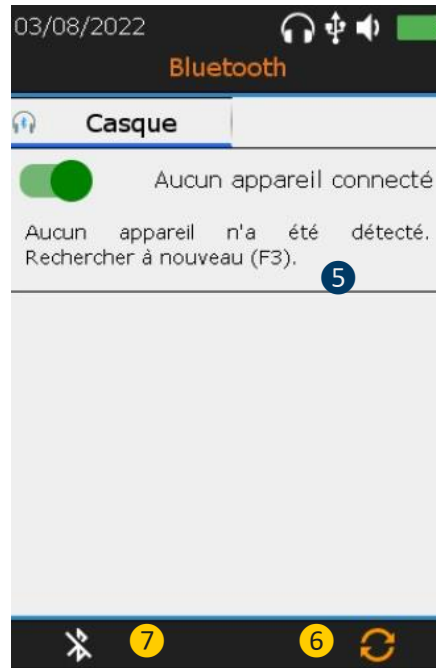 03/08/2022
Bluetooth
Casque
Aucun appareil connecté
Aucun appareil n'a été détecté.
Rechercher à nouveau (F3).
5
7 6